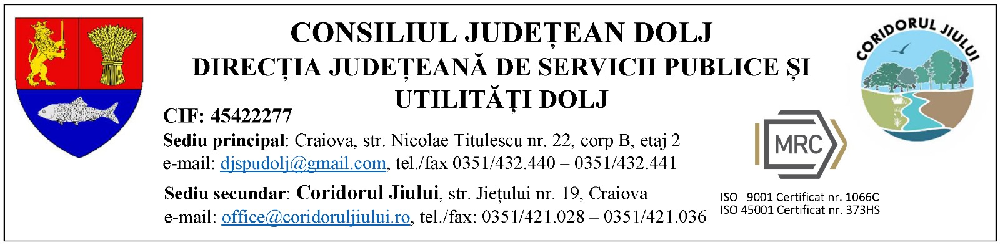 CONSILIUL JUDEȚEAN DOLJ
DIRECȚIA JUDEȚEANĂ DE SERVICII PUBLICE ȘI
UTILITĂȚI DOLJ
CIF: 45422277
Sediu principal: Craiova, str. Nicolae Titulescu nr. 22, corp B, etaj 2
e-mail: djspudolj@gmail.com, tel./fax 0351/432.440 – 0351/432.441
Sediu secundar: Coridorul Jiului, str. Jiețului nr. 19, Craiova
e-mail: office@coridoruljiului.ro, tel./fax: 0351/421.028 – 0351/421.036
CORIDORUL JIULUI
MRC
ISO 9001 Certificat nr. 1066C
ISO 45001 Certificat nr. 373HS